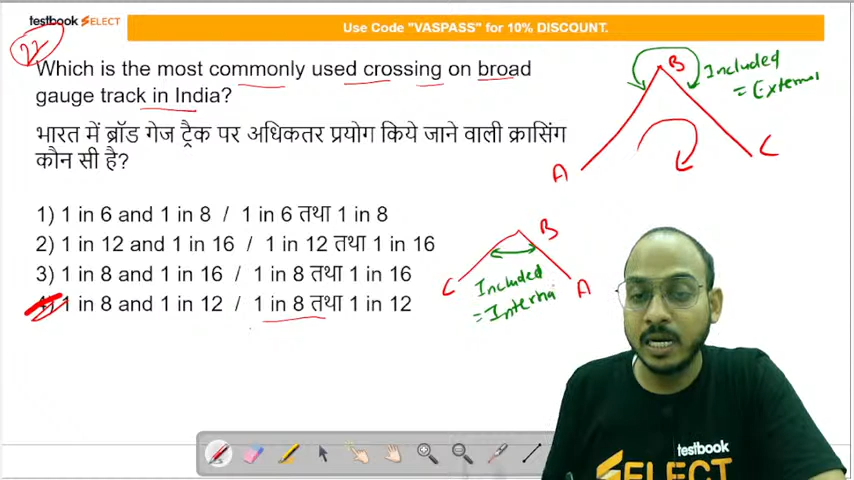 testbook SELECT
Use Code "VASPASS" for 10% DISCOUNT.
22
Which is the most commonly used crossing on broad
gauge track in India?
भारत में ब्रॉड गेज ट्रैक पर अधिकतर प्रयोग किये जाने वाली क्रासिंग
कौन सी है?
1) 1 in 6 and 1 in 8 / 1 in 6 तथा 1 in 8
2) 1 in 12 and 1 in 16 / 1 in 12 तथा 1 in 16
3) 1 in 8 and 1 in 16 / 1 in 8 तथा 1 in 16
4) 1 in 8 and 1 in 12 / 1 in 8 तथा 1 in 12
B
Included
= External
A
C
B
C
A
Included
= Interna
testbook
SELECT